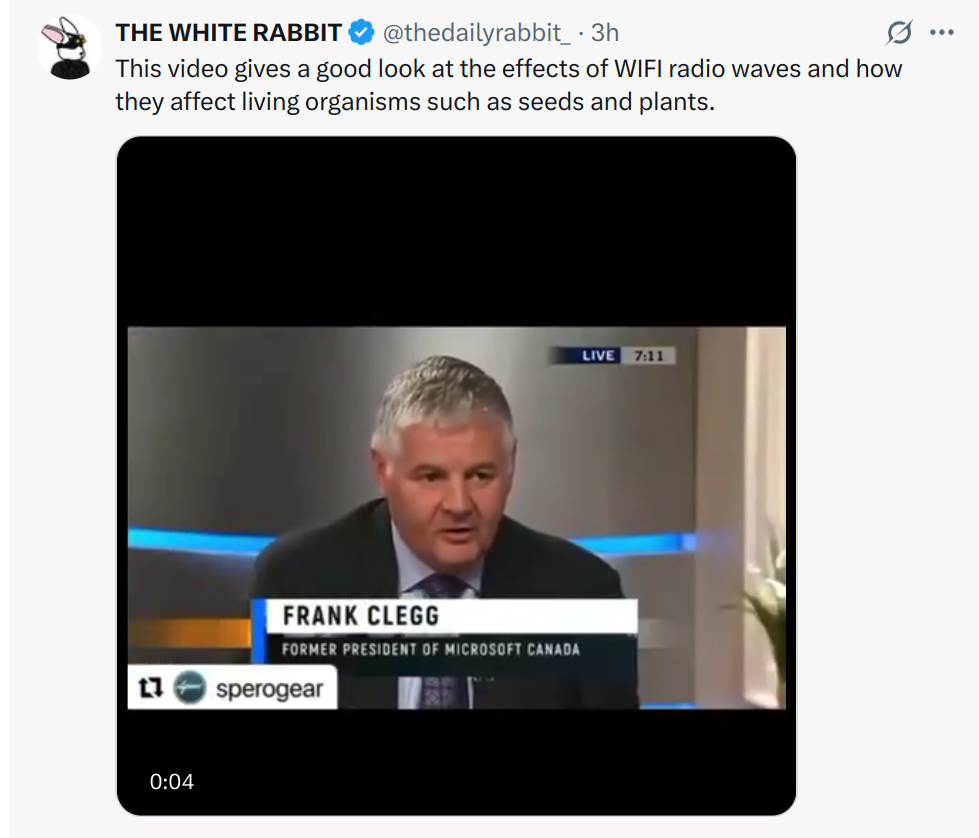 THE WHITE RABBIT @thedailyrabbit_ · 3h
This video gives a good look at the effects of WIFI radio waves and how
they affect living organisms such as seeds and plants.
LIVE 7:11
FRANK CLEGG
FORMER PRESIDENT OF MICROSOFT CANADA
sperogear
0:04